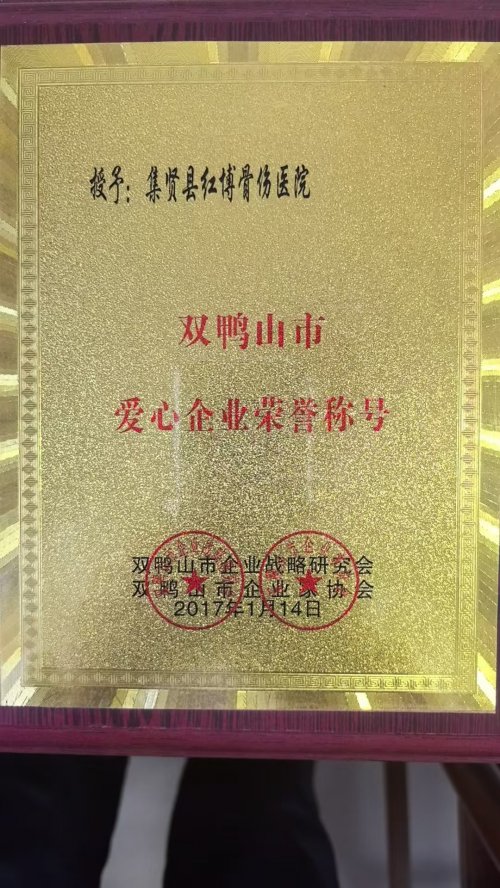 授予：集贤县红博骨伤医院
双鸭山市
爱心企业荣誉称号
双鸭山市企业战略研究会
双鸭山市企业家协会
2017年1月14日